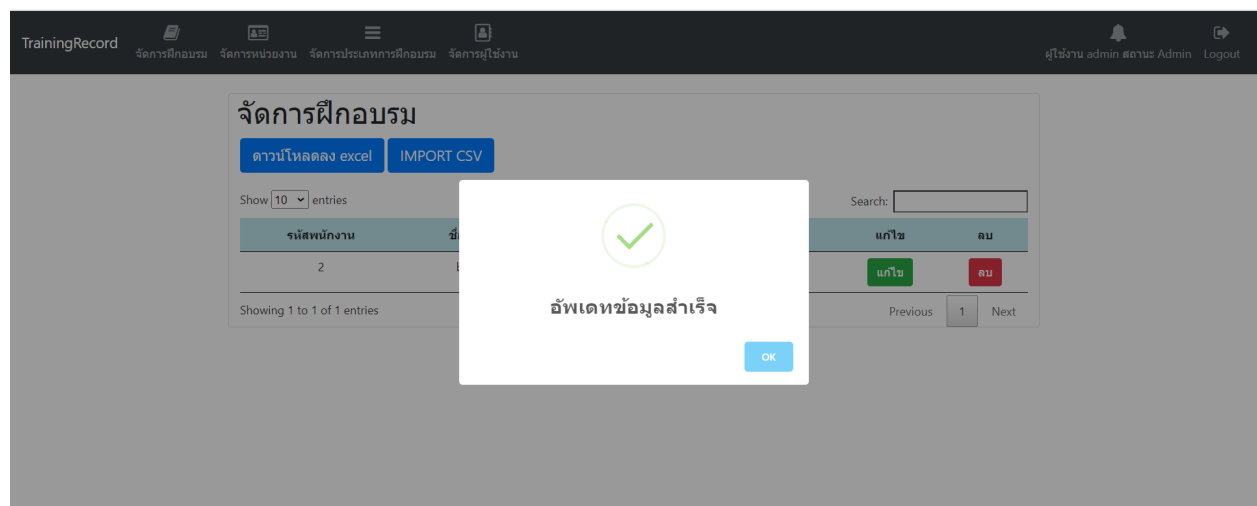 TrainingRecord
จัดการฝึกอบรม จัดการหน่วยงาน จัดการประเภทการฝึกอบรม จัดการผู้ใช้งาน
ผู้ใช้งาน admin สถานะ Admin Logout
จัดการฝึกอบรม
ดาวน์โหลดลง excel IMPORT CSV
Show 10 entries Search:
รหัสพนักงาน แก้ไข ลบ
2 แก้ไข ลบ
อัพเดทข้อมูลสำเร็จ
Showing 1 to 1 of 1 entries Previous 1 Next
OK